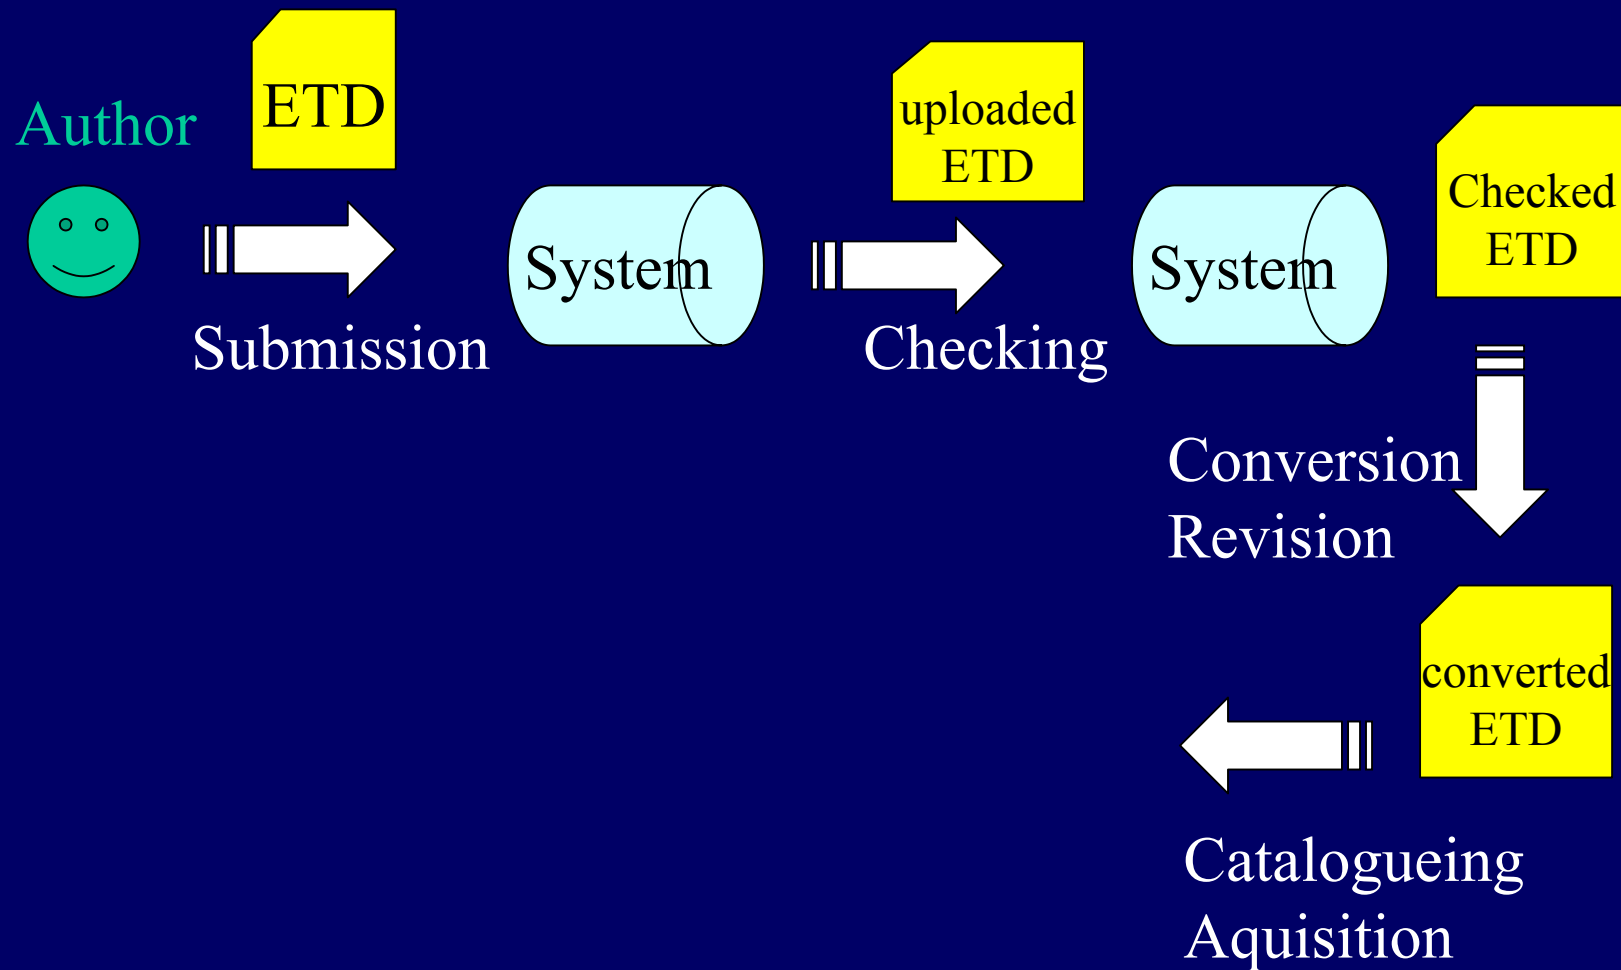 Author
ETD
Submission
System
uploaded
ETD
Checking
System
Checked
ETD
Conversion
Revision
converted
ETD
Catalogueing
Aquisition